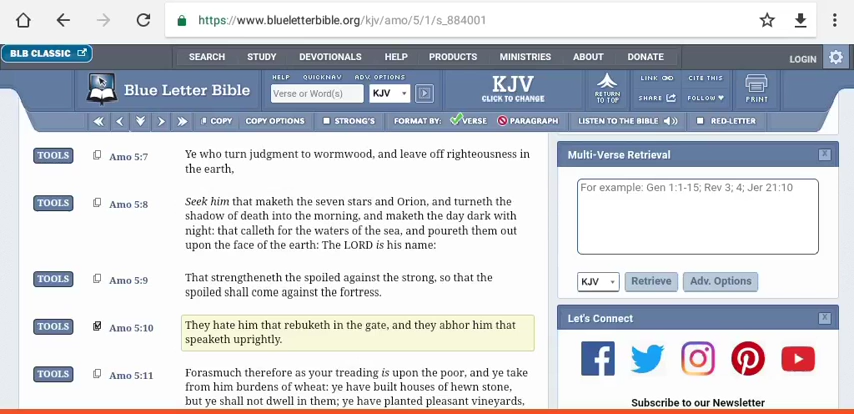 https://www.blueletterbible.org/kjv/amo/5/1/s_884001
BLB CLASSIC
SEARCH STUDY DEVOTIONALS HELP PRODUCTS MINISTRIES ABOUT DONATE LOGIN
Blue Letter Bible
HELP QUICKNAV ADV. OPTIONS
Verse or Word(s) KJV
KJV
CLICK TO CHANGE
RETURN
TO TOP
LINK CITE THIS
SHARE FOLLOW
PRINT
COPY COPY OPTIONS STRONG'S FORMAT BY: VERSE PARAGRAPH LISTEN TO THE BIBLE RED-LETTER
TOOLS Amo 5:7 Ye who turn judgment to wormwood, and leave off righteousness in
the earth,
TOOLS Amo 5:8 Seek him that maketh the seven stars and Orion, and turneth the
shadow of death into the morning, and maketh the day dark with
night: that calleth for the waters of the sea, and poureth them out
upon the face of the earth: The LORD is his name:
TOOLS Amo 5:9 That strengtheneth the spoiled against the strong, so that the
spoiled shall come against the fortress.
TOOLS Amo 5:10 They hate him that rebuketh in the gate, and they abhor him that
speaketh uprightly.
TOOLS Amo 5:11 Forasmuch therefore as your treading is upon the poor, and ye take
from him burdens of wheat: ye have built houses of hewn stone,
but ye shall not dwell in them; ye have planted pleasant vineyards,
Multi-Verse Retrieval X
For example: Gen 1:1-15; Rev 3; 4; Jer 21:10
KJV Retrieve Adv. Options
Let's Connect X
Subscribe to our Newsletter